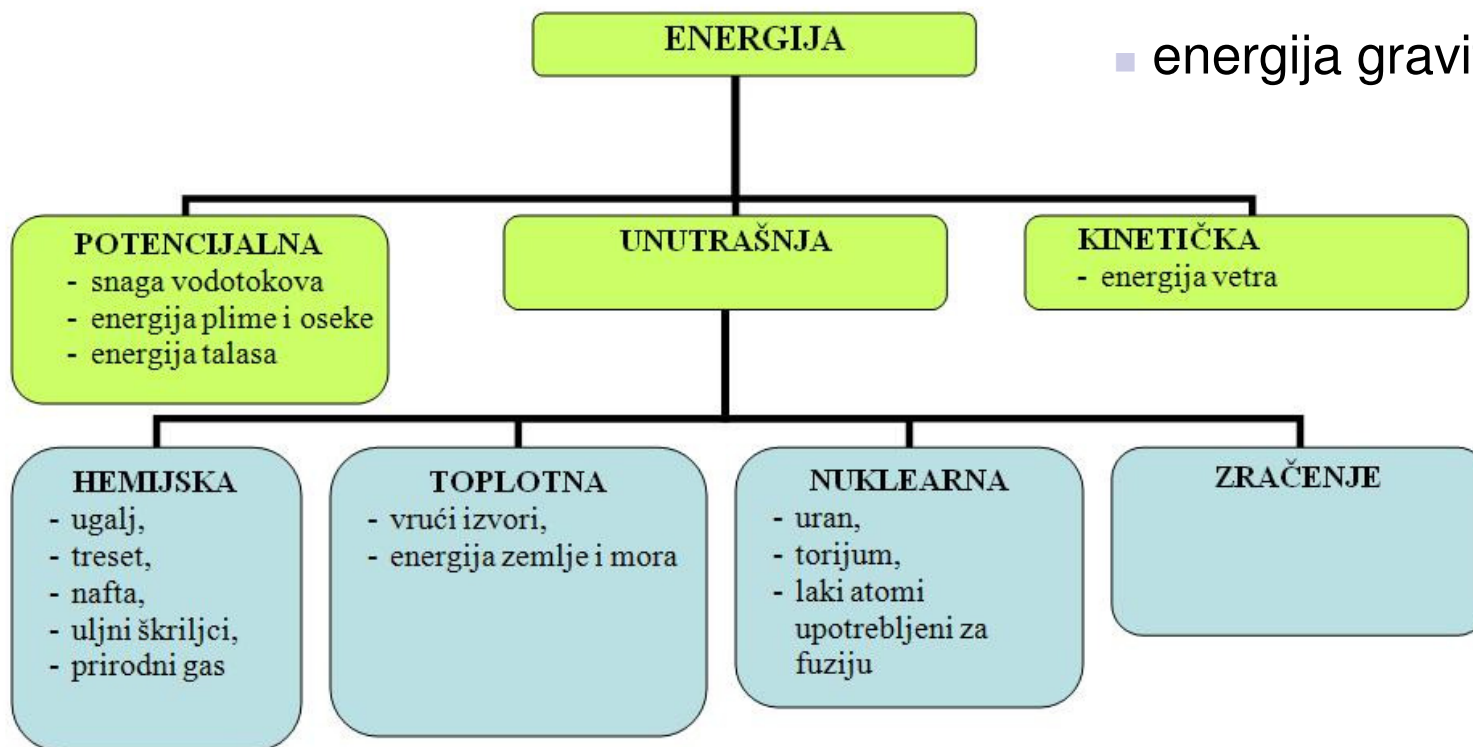 ENERGIJA
energija gravi
POTENCIJALNA
- snaga vodotokova
- energija plime i oseke
- energija talasa
UNUTRAŠNJA
KINETIČKA
- energija vetra
HEMIJSKA
- ugalj,
- treset,
- nafta,
- uljni škriljci,
- prirodni gas
TOPLOTNA
- vrući izvori,
- energija zemlje i mora
NUKLEARNA
- uran,
- torijum,
- laki atomi
upotrebljeni za
fuziju
ZRAČENJE